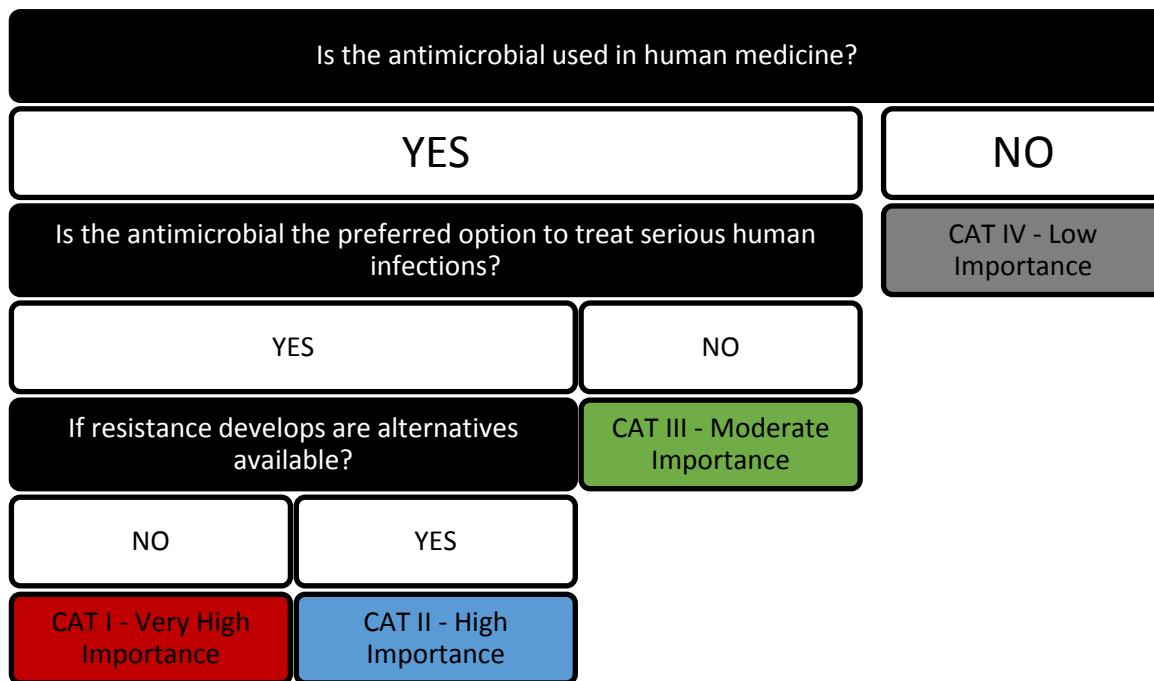 Is the antimicrobial used in human medicine?
YES
NO
Is the antimicrobial the preferred option to treat serious human
infections?
CAT IV - Low
Importance
YES
NO
If resistance develops are alternatives
available?
CAT III - Moderate
Importance
NO
YES
CAT I - Very High
Importance
CAT II - High
Importance